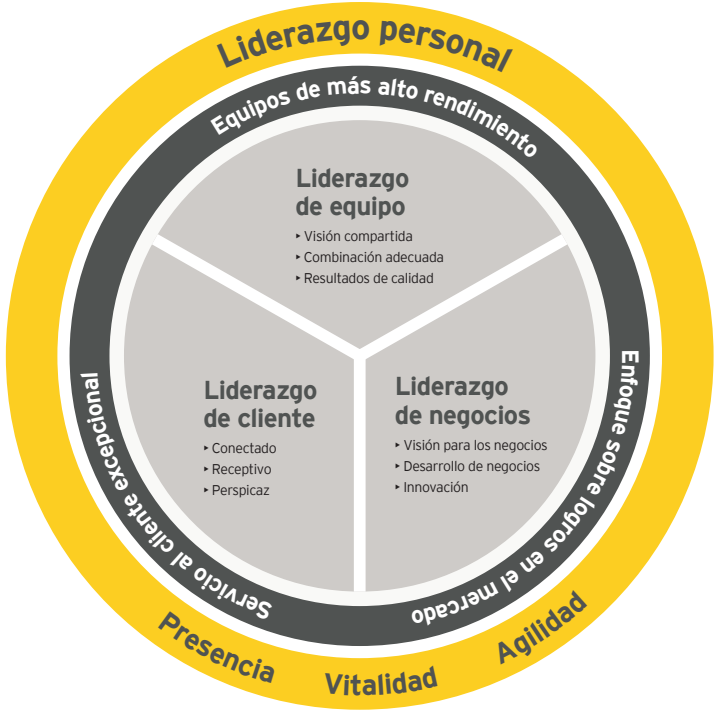 Liderazgo personal
Equipos de más alto rendimiento
Liderazgo
de equipo
‣ Visión compartida
‣ Combinación adecuada
‣ Resultados de calidad
Liderazgo
de cliente
‣ Conectado
‣ Receptivo
‣ Perspicaz
Liderazgo
de negocios
‣ Visión para los negocios
‣ Desarrollo de negocios
‣ Innovación
Servicio al cliente excepcional
Enfoque sobre logros en el mercado
Presencia
Vitalidad
Agilidad